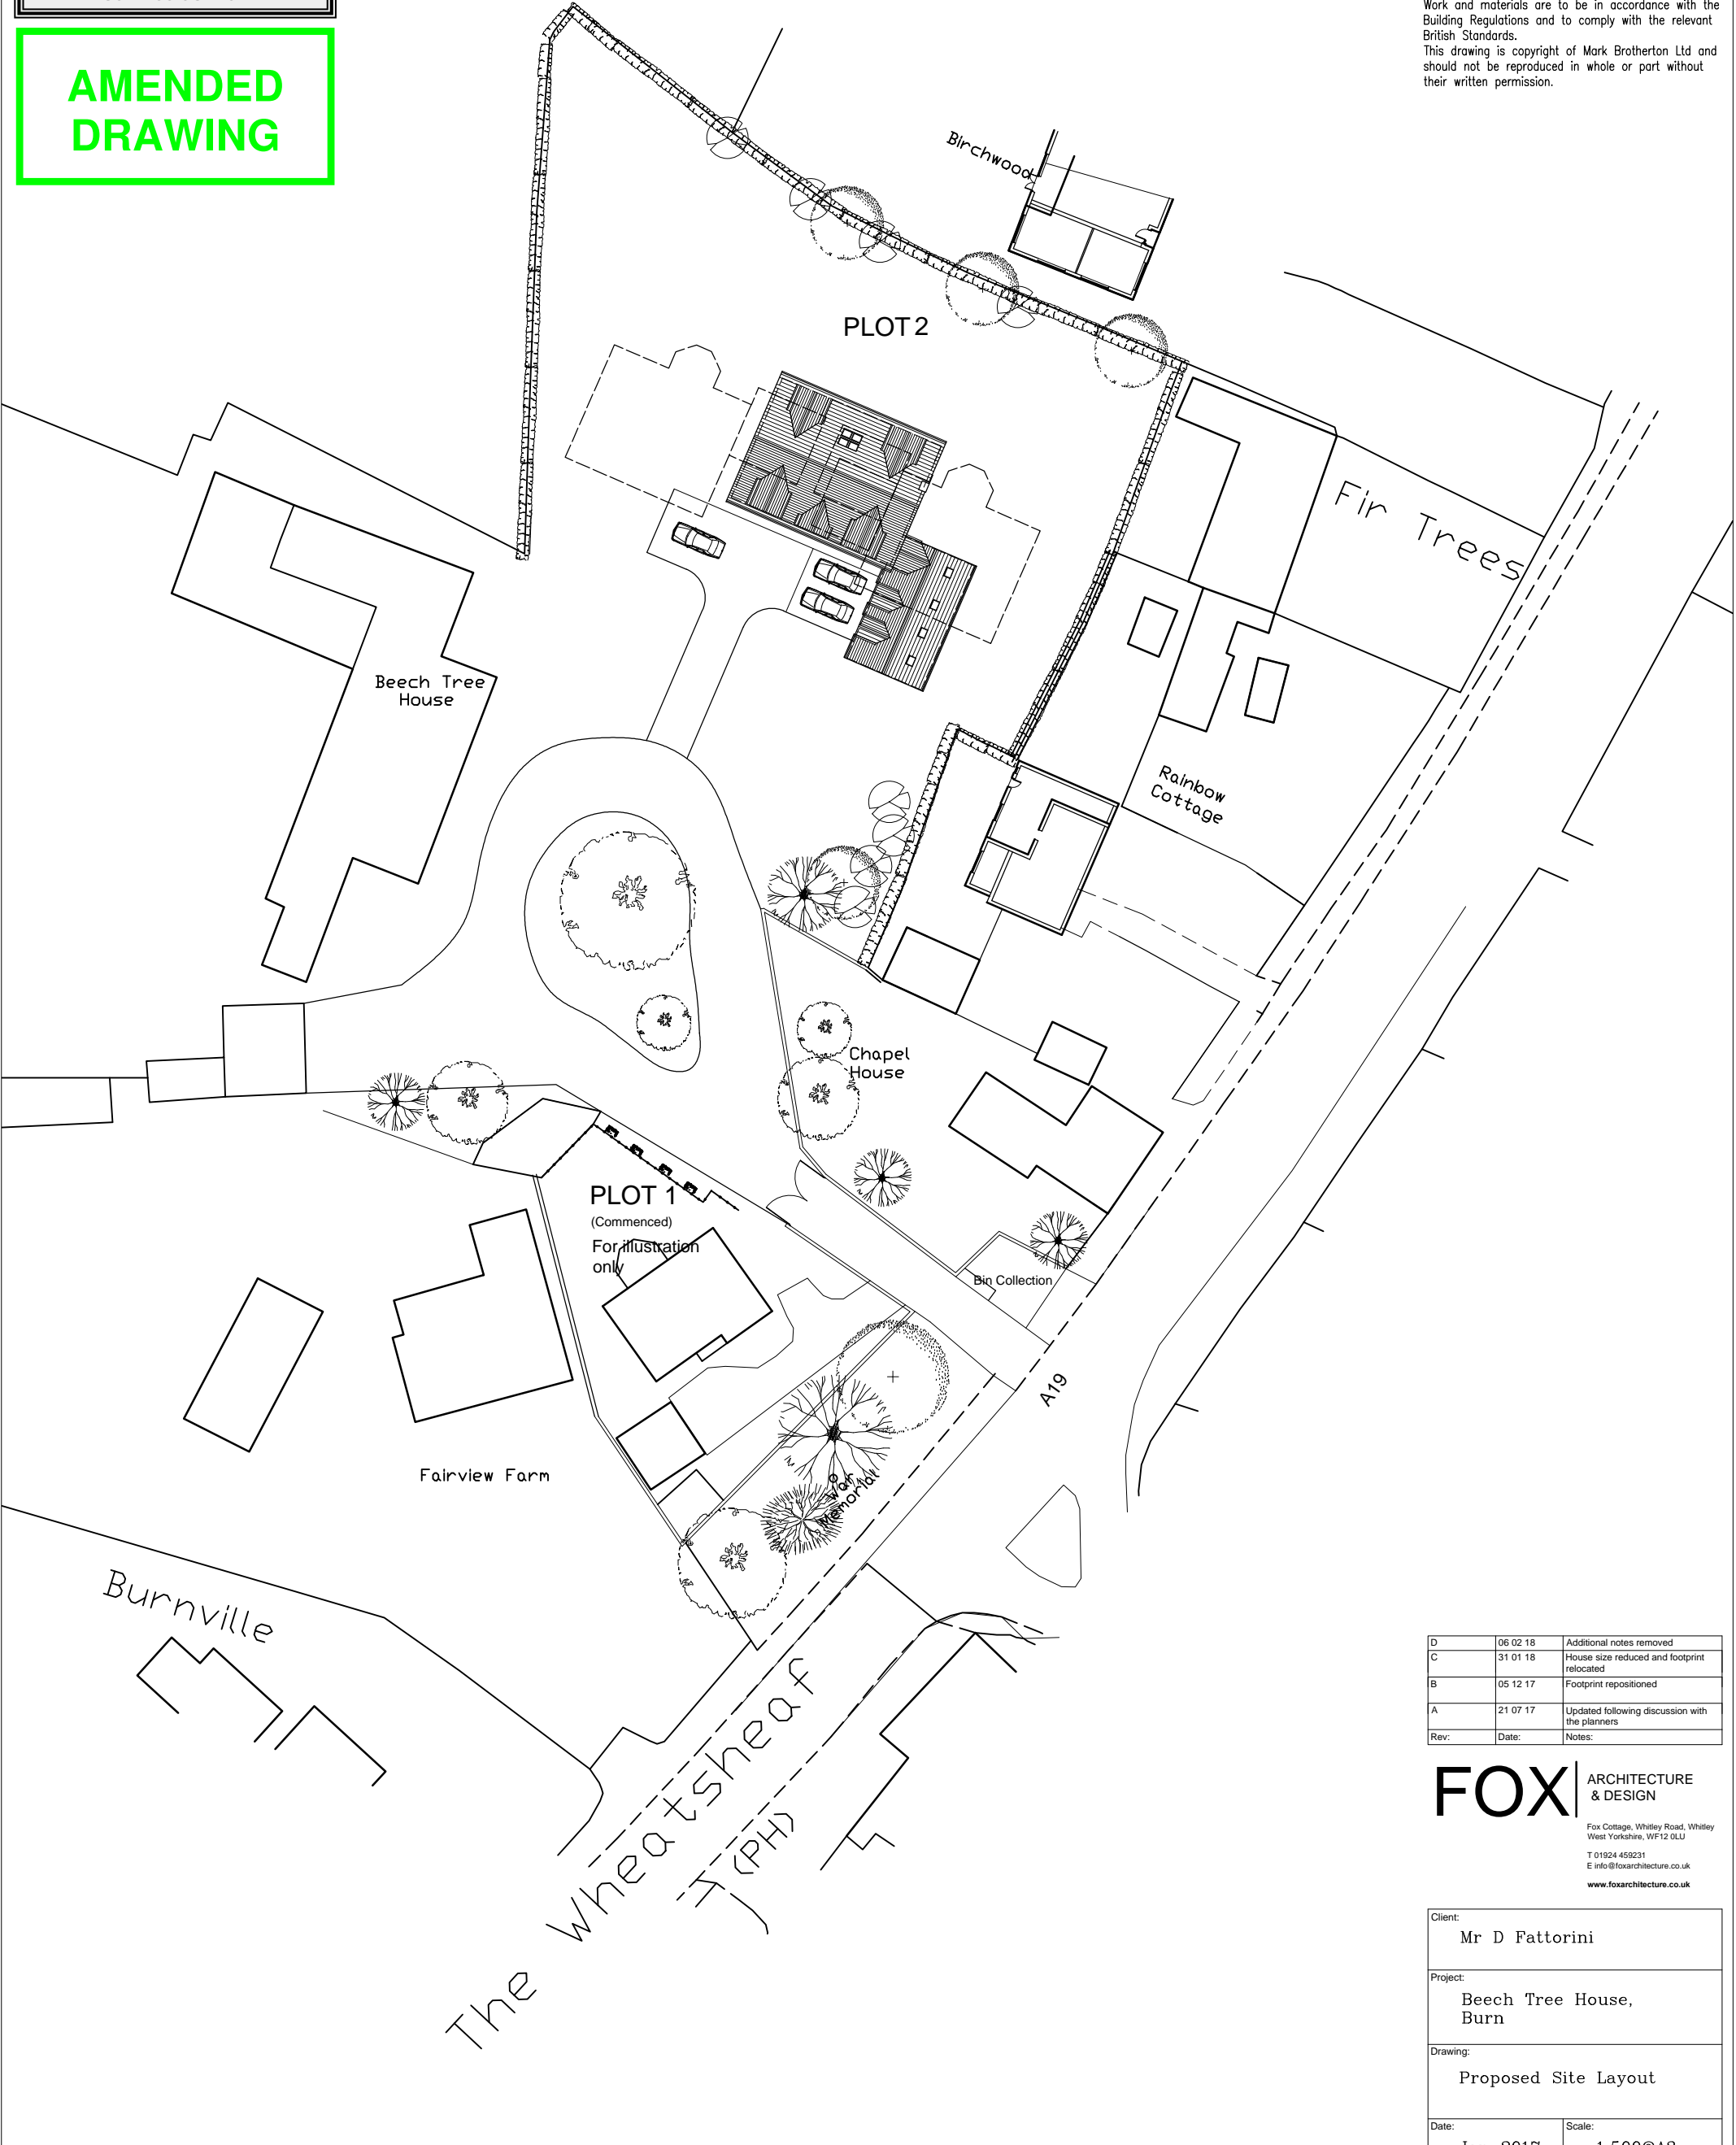 AMENDED
DRAWING
Work and materials are to be in accordance with the
Building Regulations and to comply with the relevant
British Standards.
This drawing is copyright of Mark Brotherton Ltd and
should not be reproduced in whole or part without
their written permission.
Birchwood
PLOT 2
Fir Trees
Beech Tree
House
Rainbow
Cottage
Chapel
House
PLOT 1
(Commenced)
For illustration
only
Bin Collection
A19
War
Memorial
Fairview Farm
Burnville
The Wheatsheaf
(PH)
D 06 02 18 Additional notes removed
C 31 01 18 House size reduced and footprint
relocated
B 05 12 17 Footprint repositioned
A 21 07 17 Updated following discussion with
the planners
Rev: Date: Notes:
FOX
ARCHITECTURE
& DESIGN
Fox Cottage, Whitley Road, Whitley
West Yorkshire, WF12 0LU
T 01924 459231
E info@foxarchitecture.co.uk
www.foxarchitecture.co.uk
Client:
Mr D Fattorini
Project:
Beech Tree House,
Burn
Drawing:
Proposed Site Layout
Date: Scale:
2017 1:500@A3